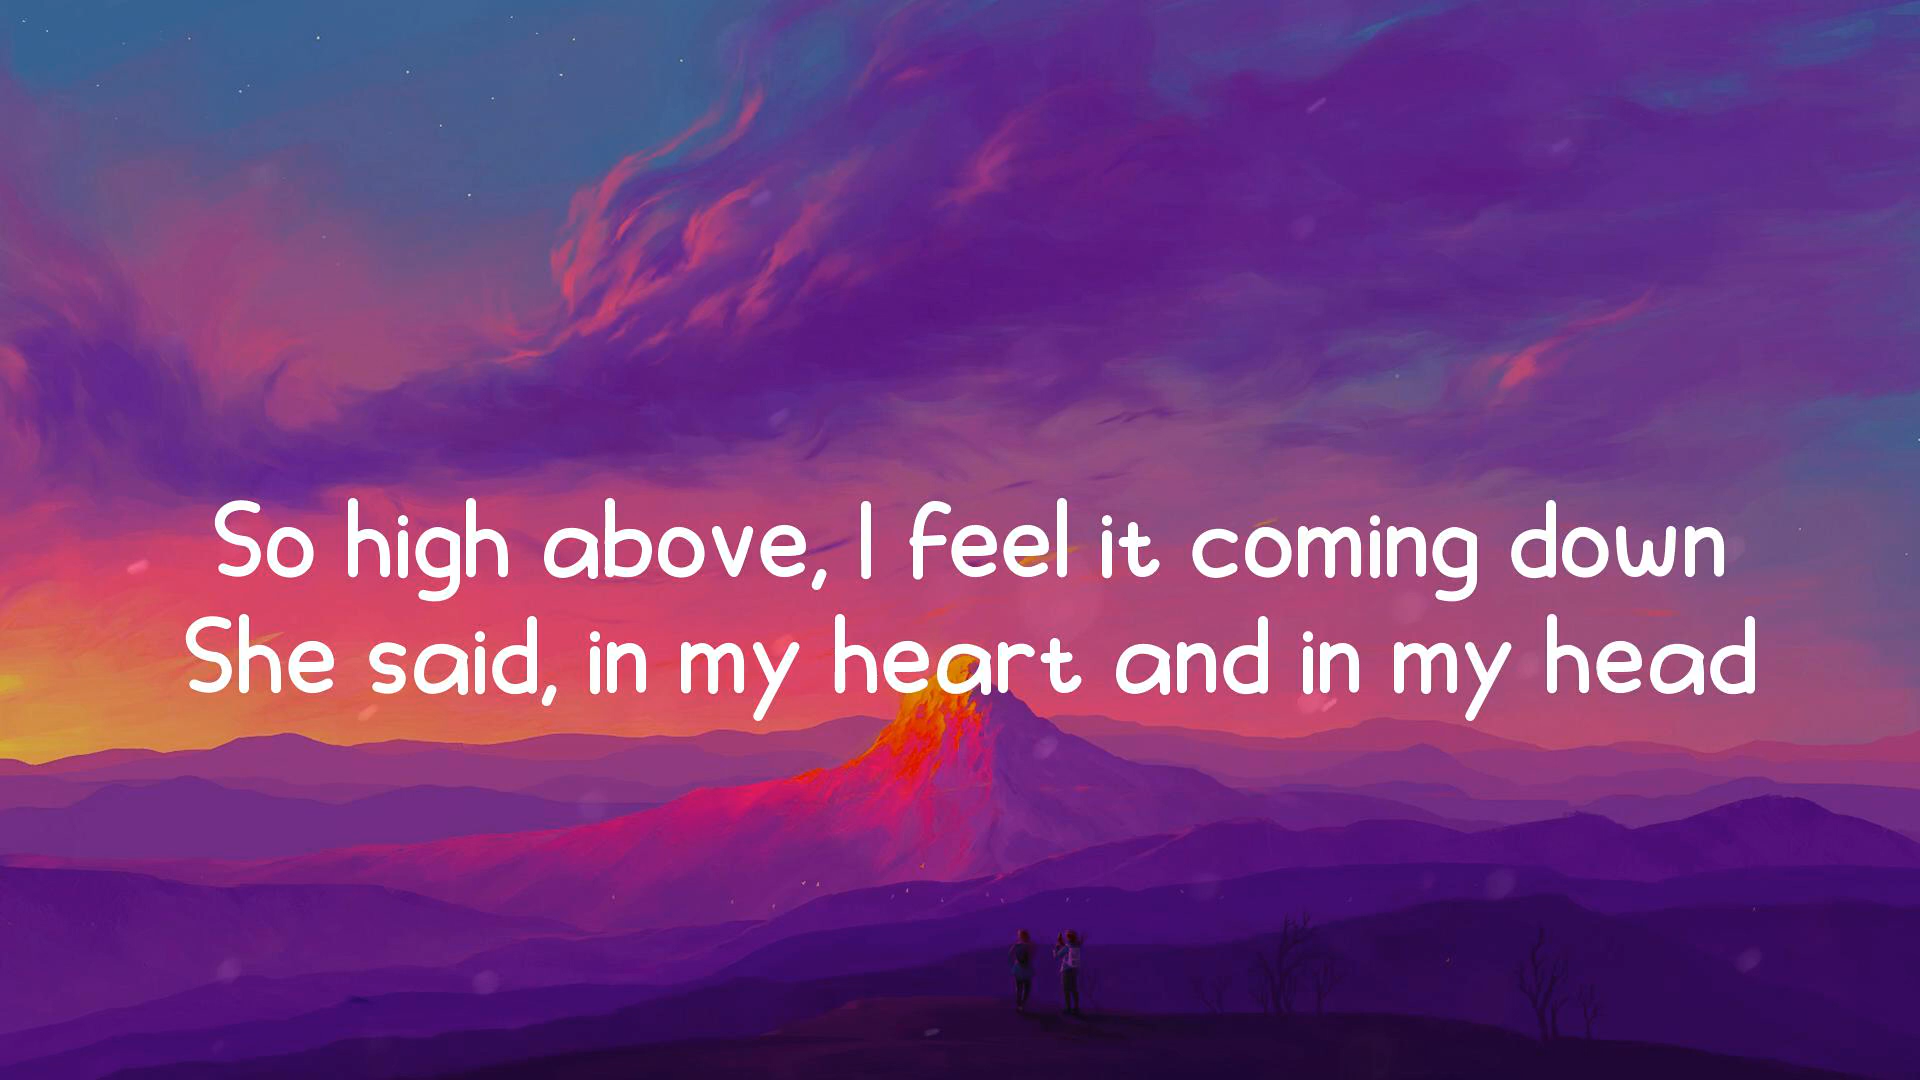 So high above, I feel it coming down
She said, in my heart and in my head